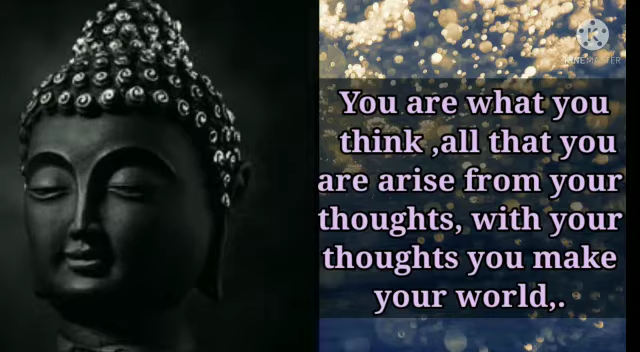 KINEMASTER
You are what you
think ,all that you
are arise from your
thoughts, with your
thoughts you make
your world,.